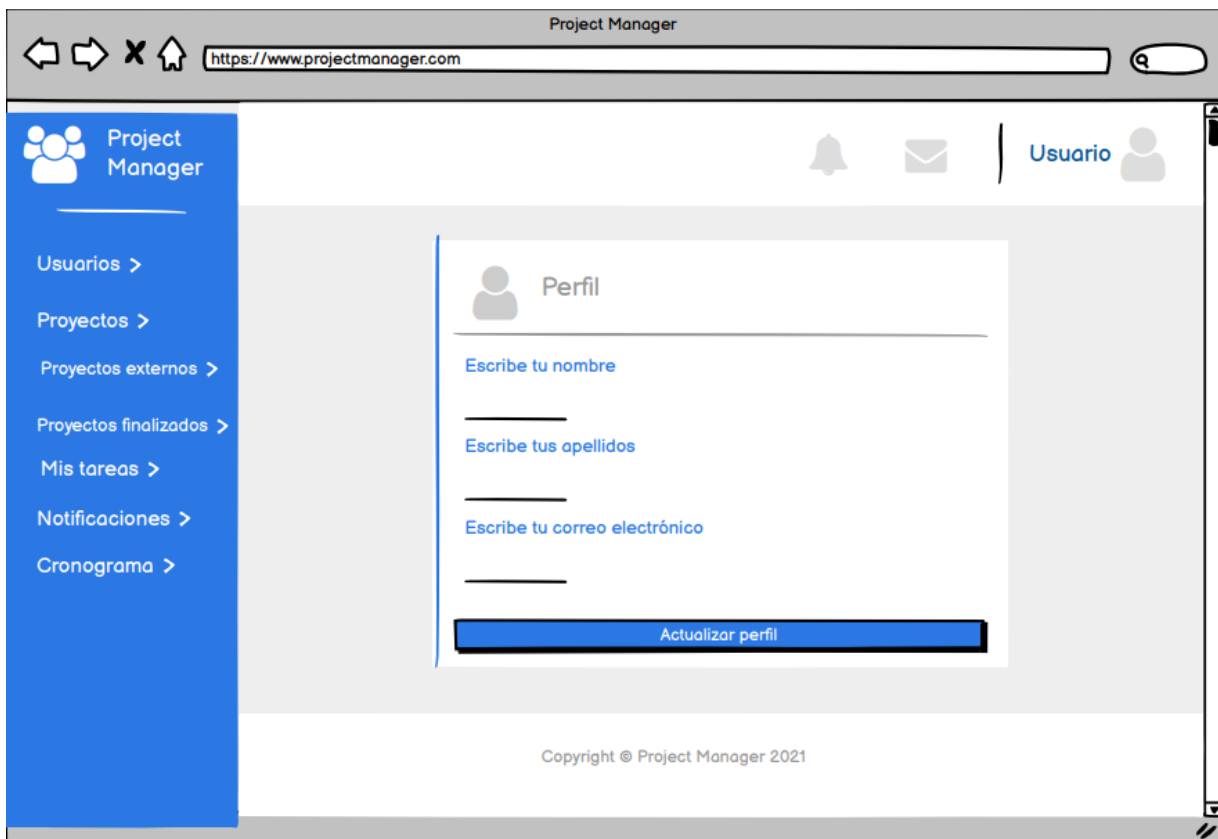 Project Manager
https://www.projectmanager.com
Project
Manager
Usuario
Usuarios >
Proyectos >
Proyectos externos >
Proyectos finalizados >
Mis tareas >
Notificaciones >
Cronograma >
Perfil
Escribe tu nombre
Escribe tus apellidos
Escribe tu correo electrónico
Actualizar perfil
Copyright © Project Manager 2021